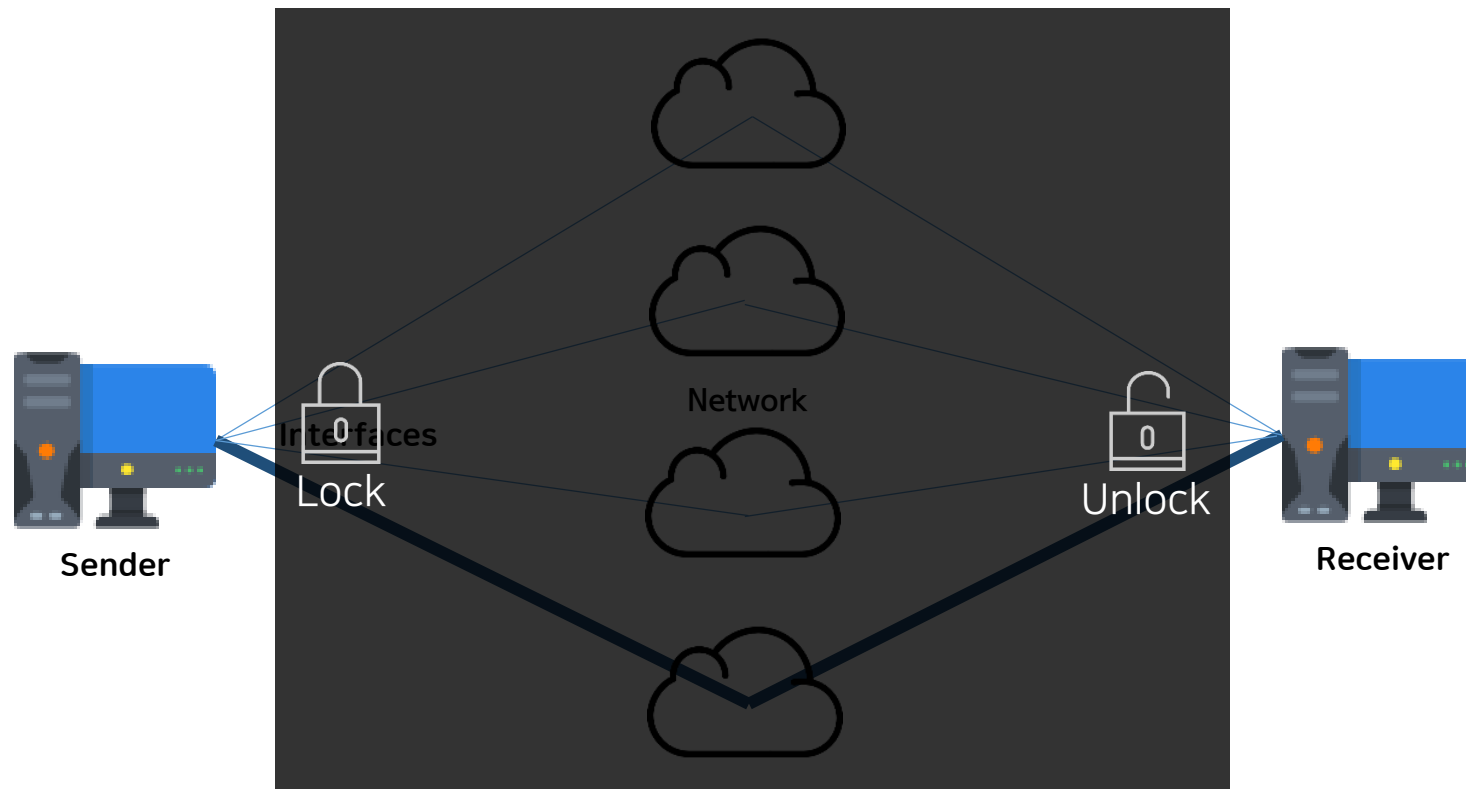 Network
Interfaces
Lock
Unlock
Sender
Receiver